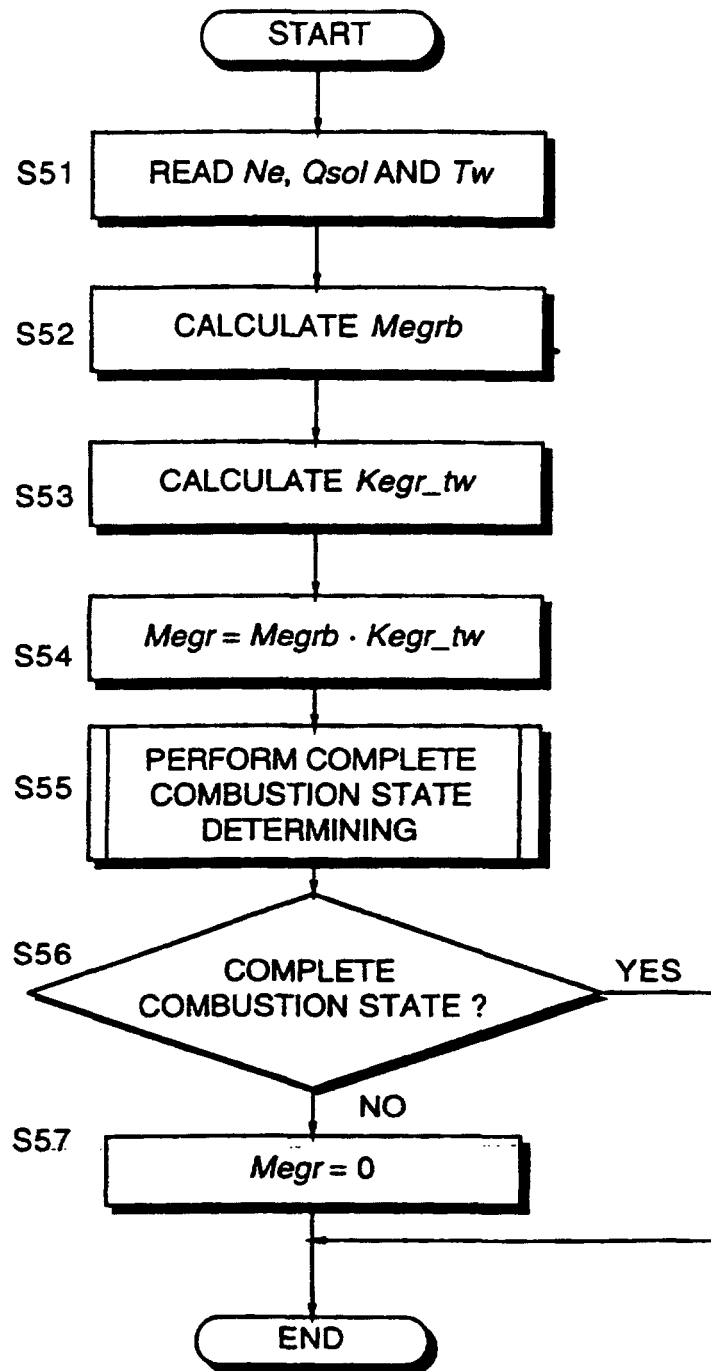 START
S51
READ Ne, Qsol AND Tw
S52
CALCULATE Megrb
S53
CALCULATE Kegr_tw
S54
Megr = Megrb · Kegr_tw
S55
PERFORM COMPLETE
COMBUSTION STATE
DETERMINING
S56
COMPLETE
COMBUSTION STATE ?
YES
NO
S57
Megr = 0
END